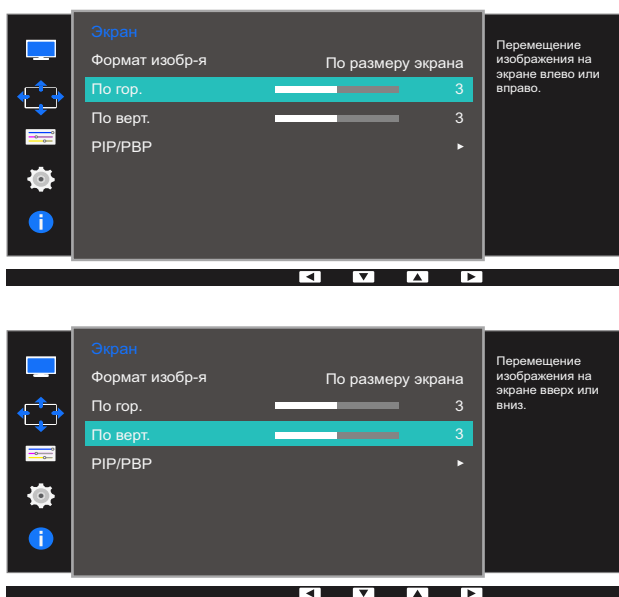 Экран
Формат изобр-я По размеру экрана
По гор. 3
По верт. 3
PIP/PBP
Перемещение
изображения на
экране влево или
вправо.
Экран
Формат изобр-я По размеру экрана
По гор. 3
По верт. 3
PIP/PBP
Перемещение
изображения на
экране вверх или
вниз.